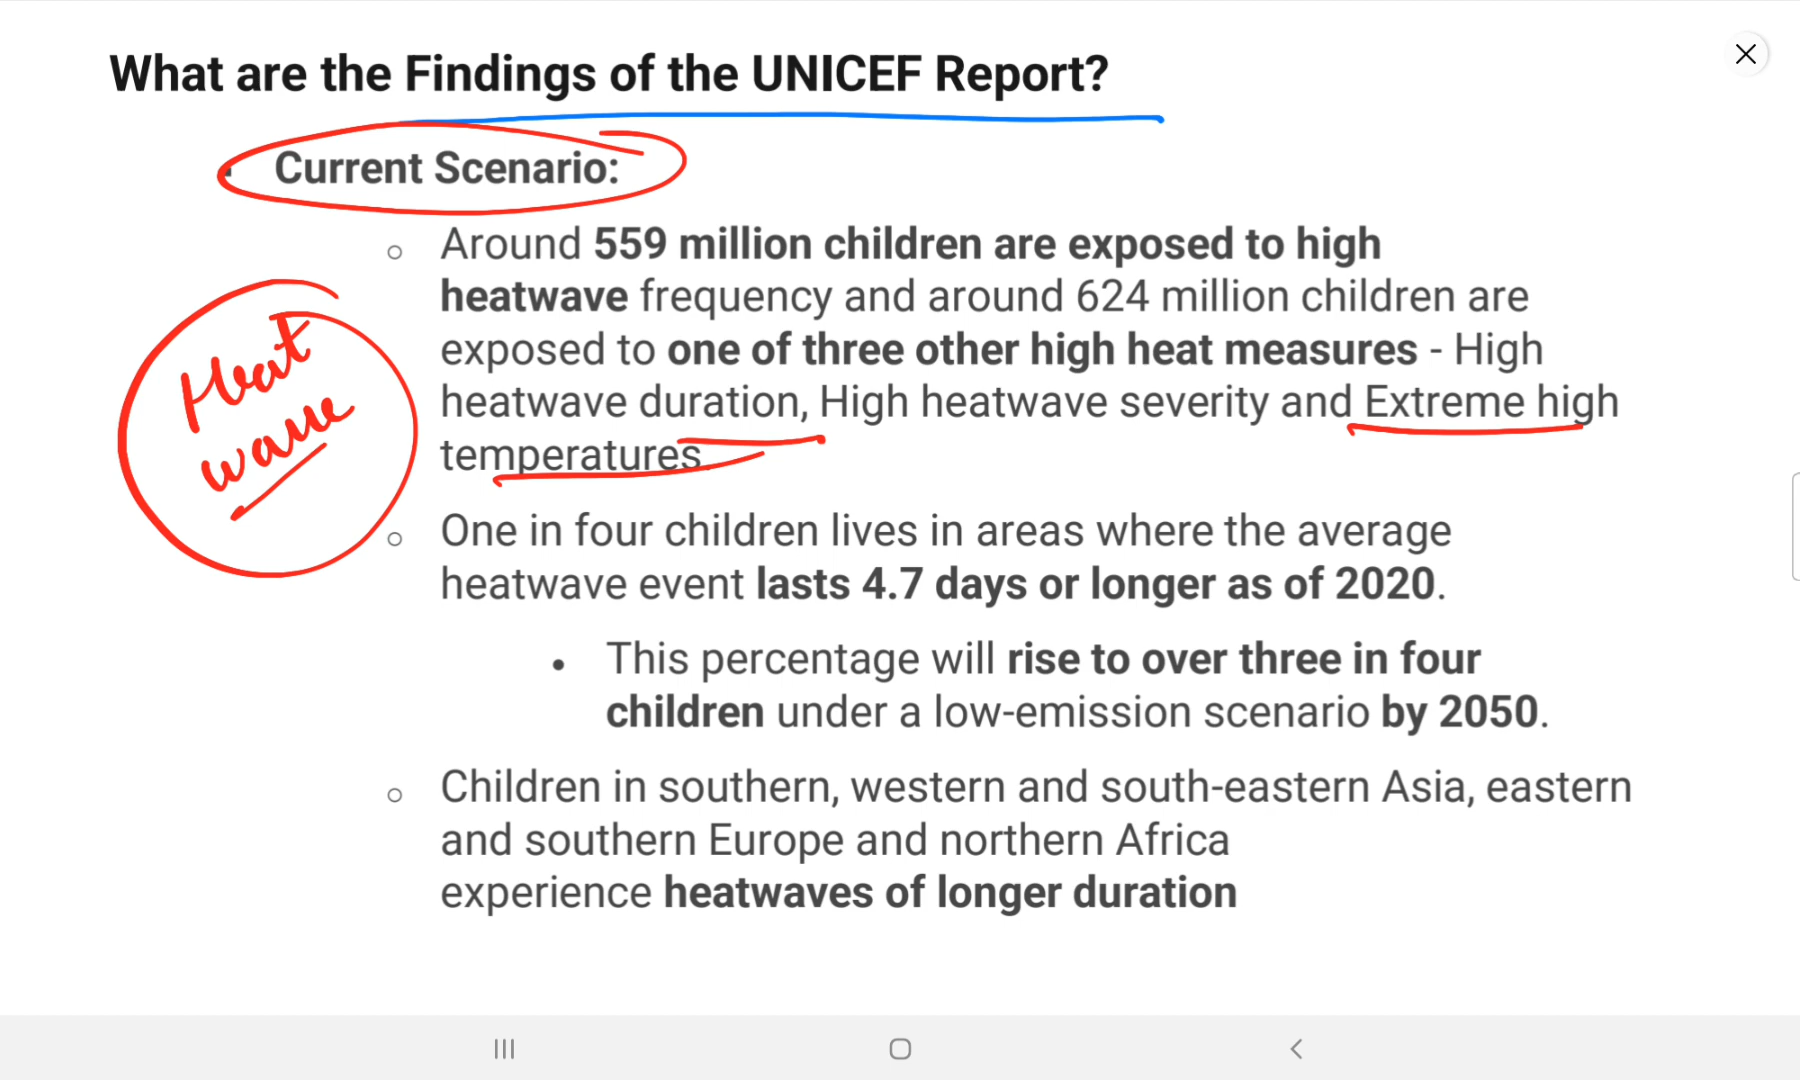 What are the Findings of the UNICEF Report?
Current Scenario:
Around 559 million children are exposed to high
heatwave frequency and around 624 million children are
exposed to one of three other high heat measures - High
heatwave duration, High heatwave severity and Extreme high
temperatures.
Heat
wave
One in four children lives in areas where the average
heatwave event lasts 4.7 days or longer as of 2020.
This percentage will rise to over three in four
children under a low-emission scenario by 2050.
Children in southern, western and south-eastern Asia, eastern
and southern Europe and northern Africa
experience heatwaves of longer duration